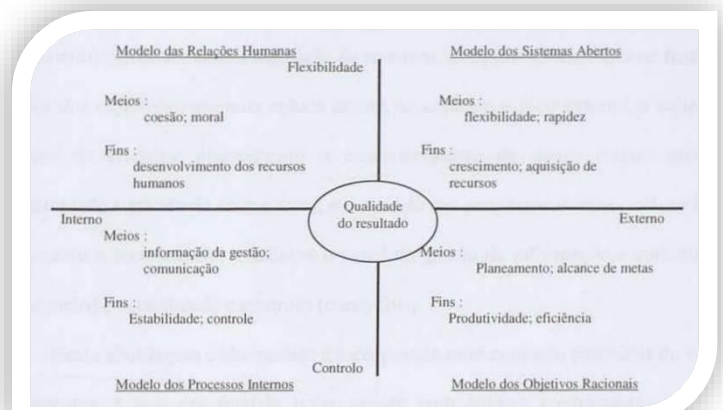 Modelo das Relações Humanas
Modelo dos Sistemas Abertos
Flexibilidade
Meios :
coesão; moral
Fins :
desenvolvimento dos recursos
humanos
Meios :
flexibilidade; rapidez
Fins :
crescimento; aquisição de
recursos
Qualidade
do resultado
Interno
Externo
Meios :
informação da gestão;
comunicação
Fins :
Estabilidade; controle
Meios :
Planeamento; alcance de metas
Fins :
Produtividade; eficiência
Controlo
Modelo dos Processos Internos
Modelo dos Objetivos Racionais